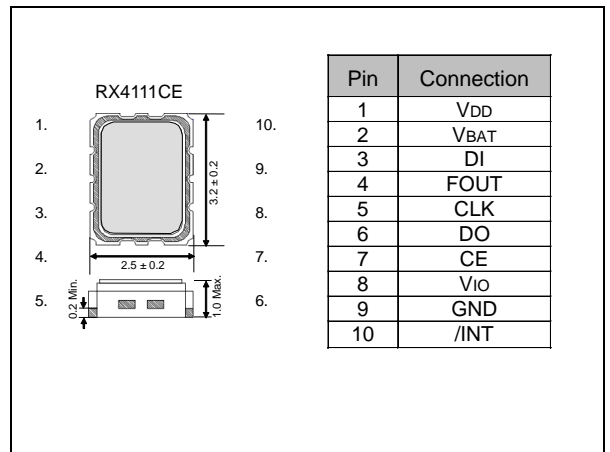 RX4111CE
1.
2.
3.
4.
5.
10.
9.
8.
7.
6.
3.2 ± 0.2
2.5 ± 0.2
0.2 Min.
1.0 Max.
Pin Connection
1 VDD
2 VBAT
3 DI
4 FOUT
5 CLK
6 DO
7 CE
8 VIO
9 GND
10 /INT